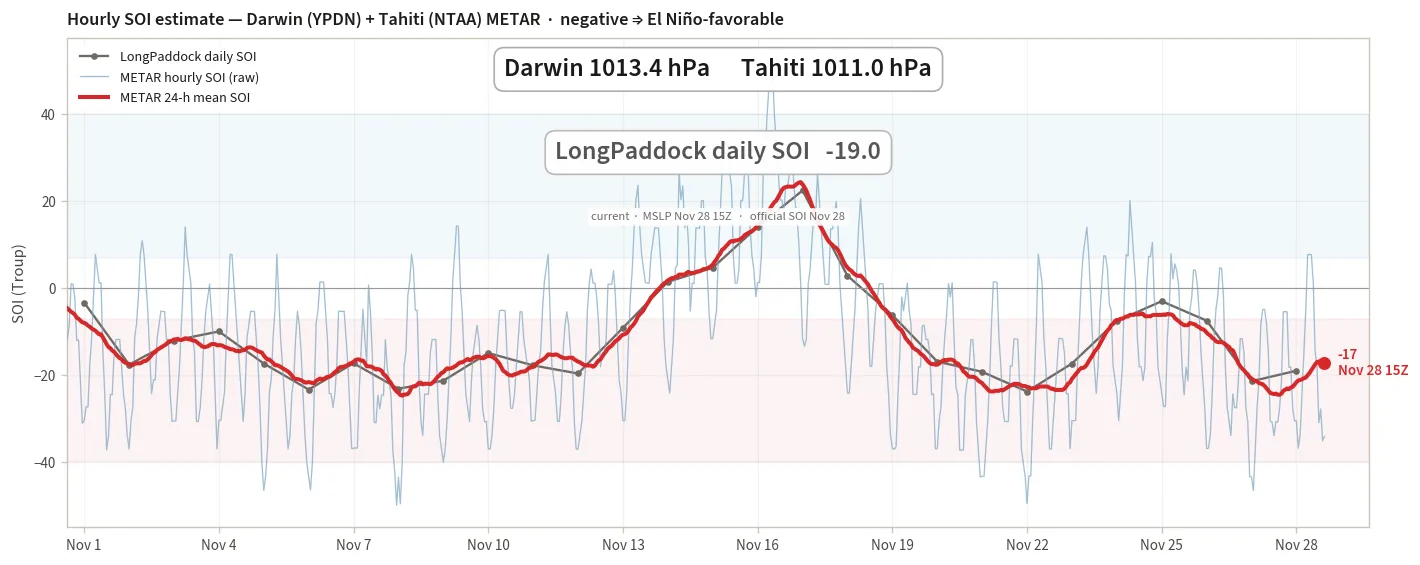 Hourly SOI estimate — Darwin (YPDN) + Tahiti (NTAA) METAR · negative ⇒ El Niño-favorable
LongPaddock daily SOI
METAR hourly SOI (raw)
METAR 24-h mean SOI
Darwin 1013.4 hPa Tahiti 1011.0 hPa
LongPaddock daily SOI -19.0
current · MSLP Nov 28 15Z · official SOI Nov 28
SOI (Troup)
40
20
0
−20
−40
-17
Nov 28 15Z
Nov 1
Nov 4
Nov 7
Nov 10
Nov 13
Nov 16
Nov 19
Nov 22
Nov 25
Nov 28